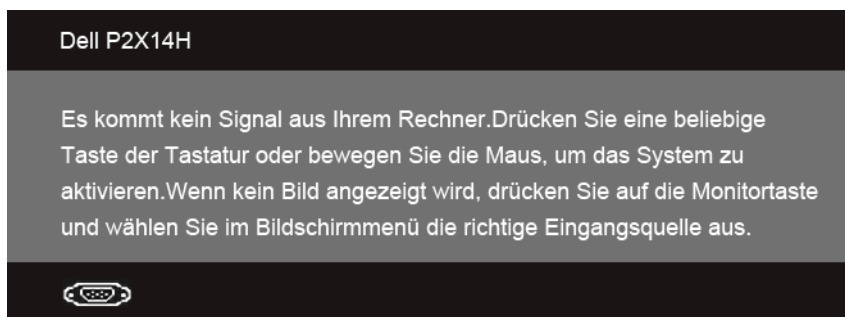 Dell P2X14H
Es kommt kein Signal aus Ihrem Rechner.Drücken Sie eine beliebige
Taste der Tastatur oder bewegen Sie die Maus, um das System zu
aktivieren.Wenn kein Bild angezeigt wird, drücken Sie auf die Monitortaste
und wählen Sie im Bildschirmmenü die richtige Eingangsquelle aus.